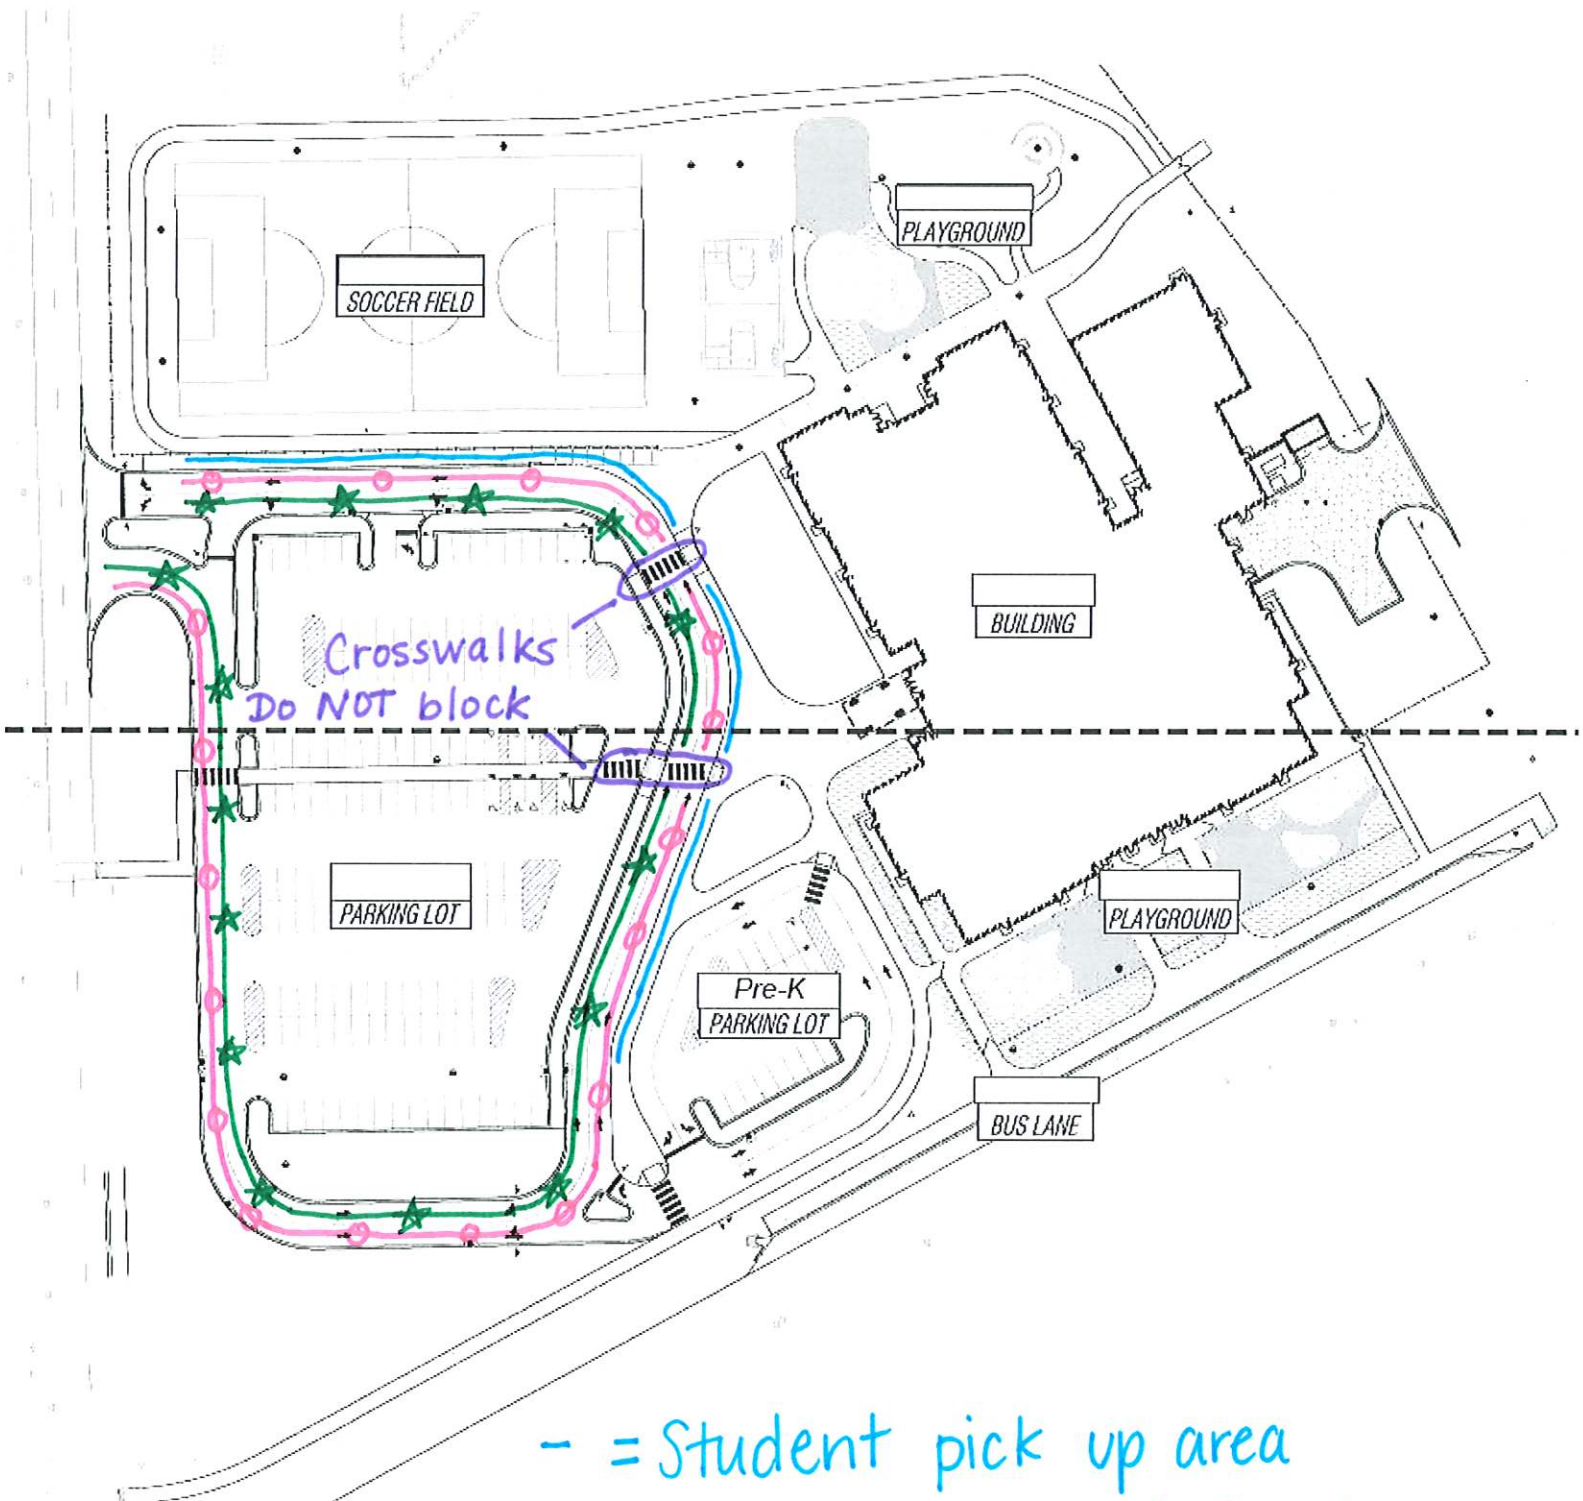 PLAYGROUND
SOCCER FIELD
BUILDING
Crosswalks
Do NOT block
PARKING LOT
PLAYGROUND
Pre-K
PARKING LOT
BUS LANE
- = Student pick up area